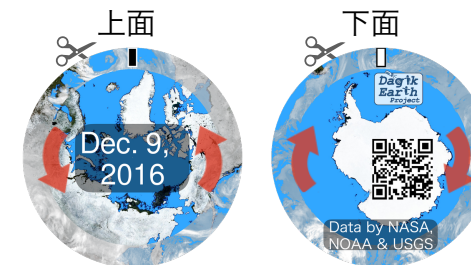 上面
下面
Dec. 9,
2016
Dagik
Earth
Project
Data by NASA,
NOAA & USGS